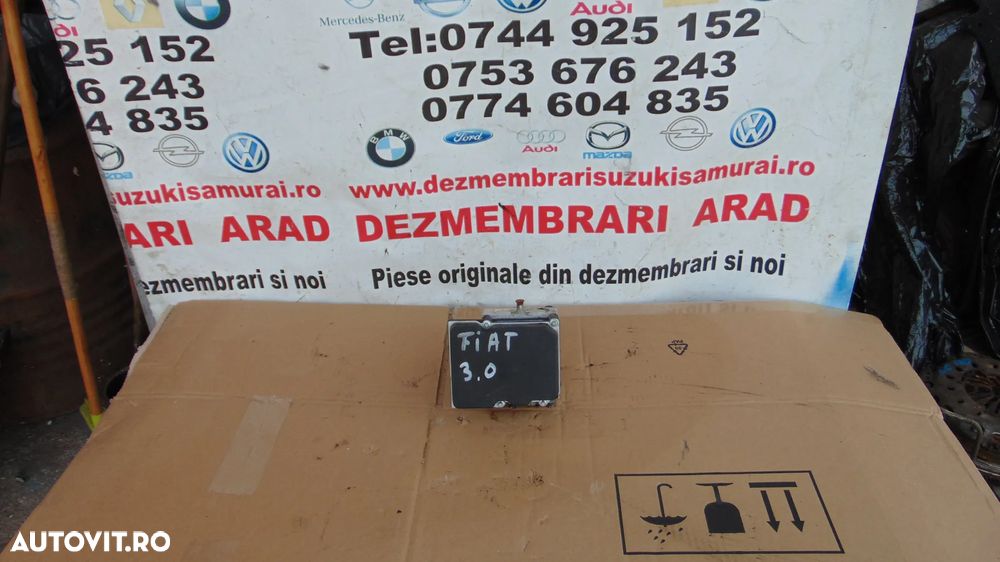 Mercedes-Benz
Audi
di
Tel:0744 925 152
25 152
0753 676 243
6 243
0774 604 835
4 835
BMW
Ford
Audi
mazda
www.dezmembrarisuzukisamurai.ro
suzukisamurai.ro
ARI ARAD DEZMEMBRARI ARAD
ezmembrari si noi
Piese originale din dezmembrari si noi
FiAT
3.0
AUTOVIT.RO